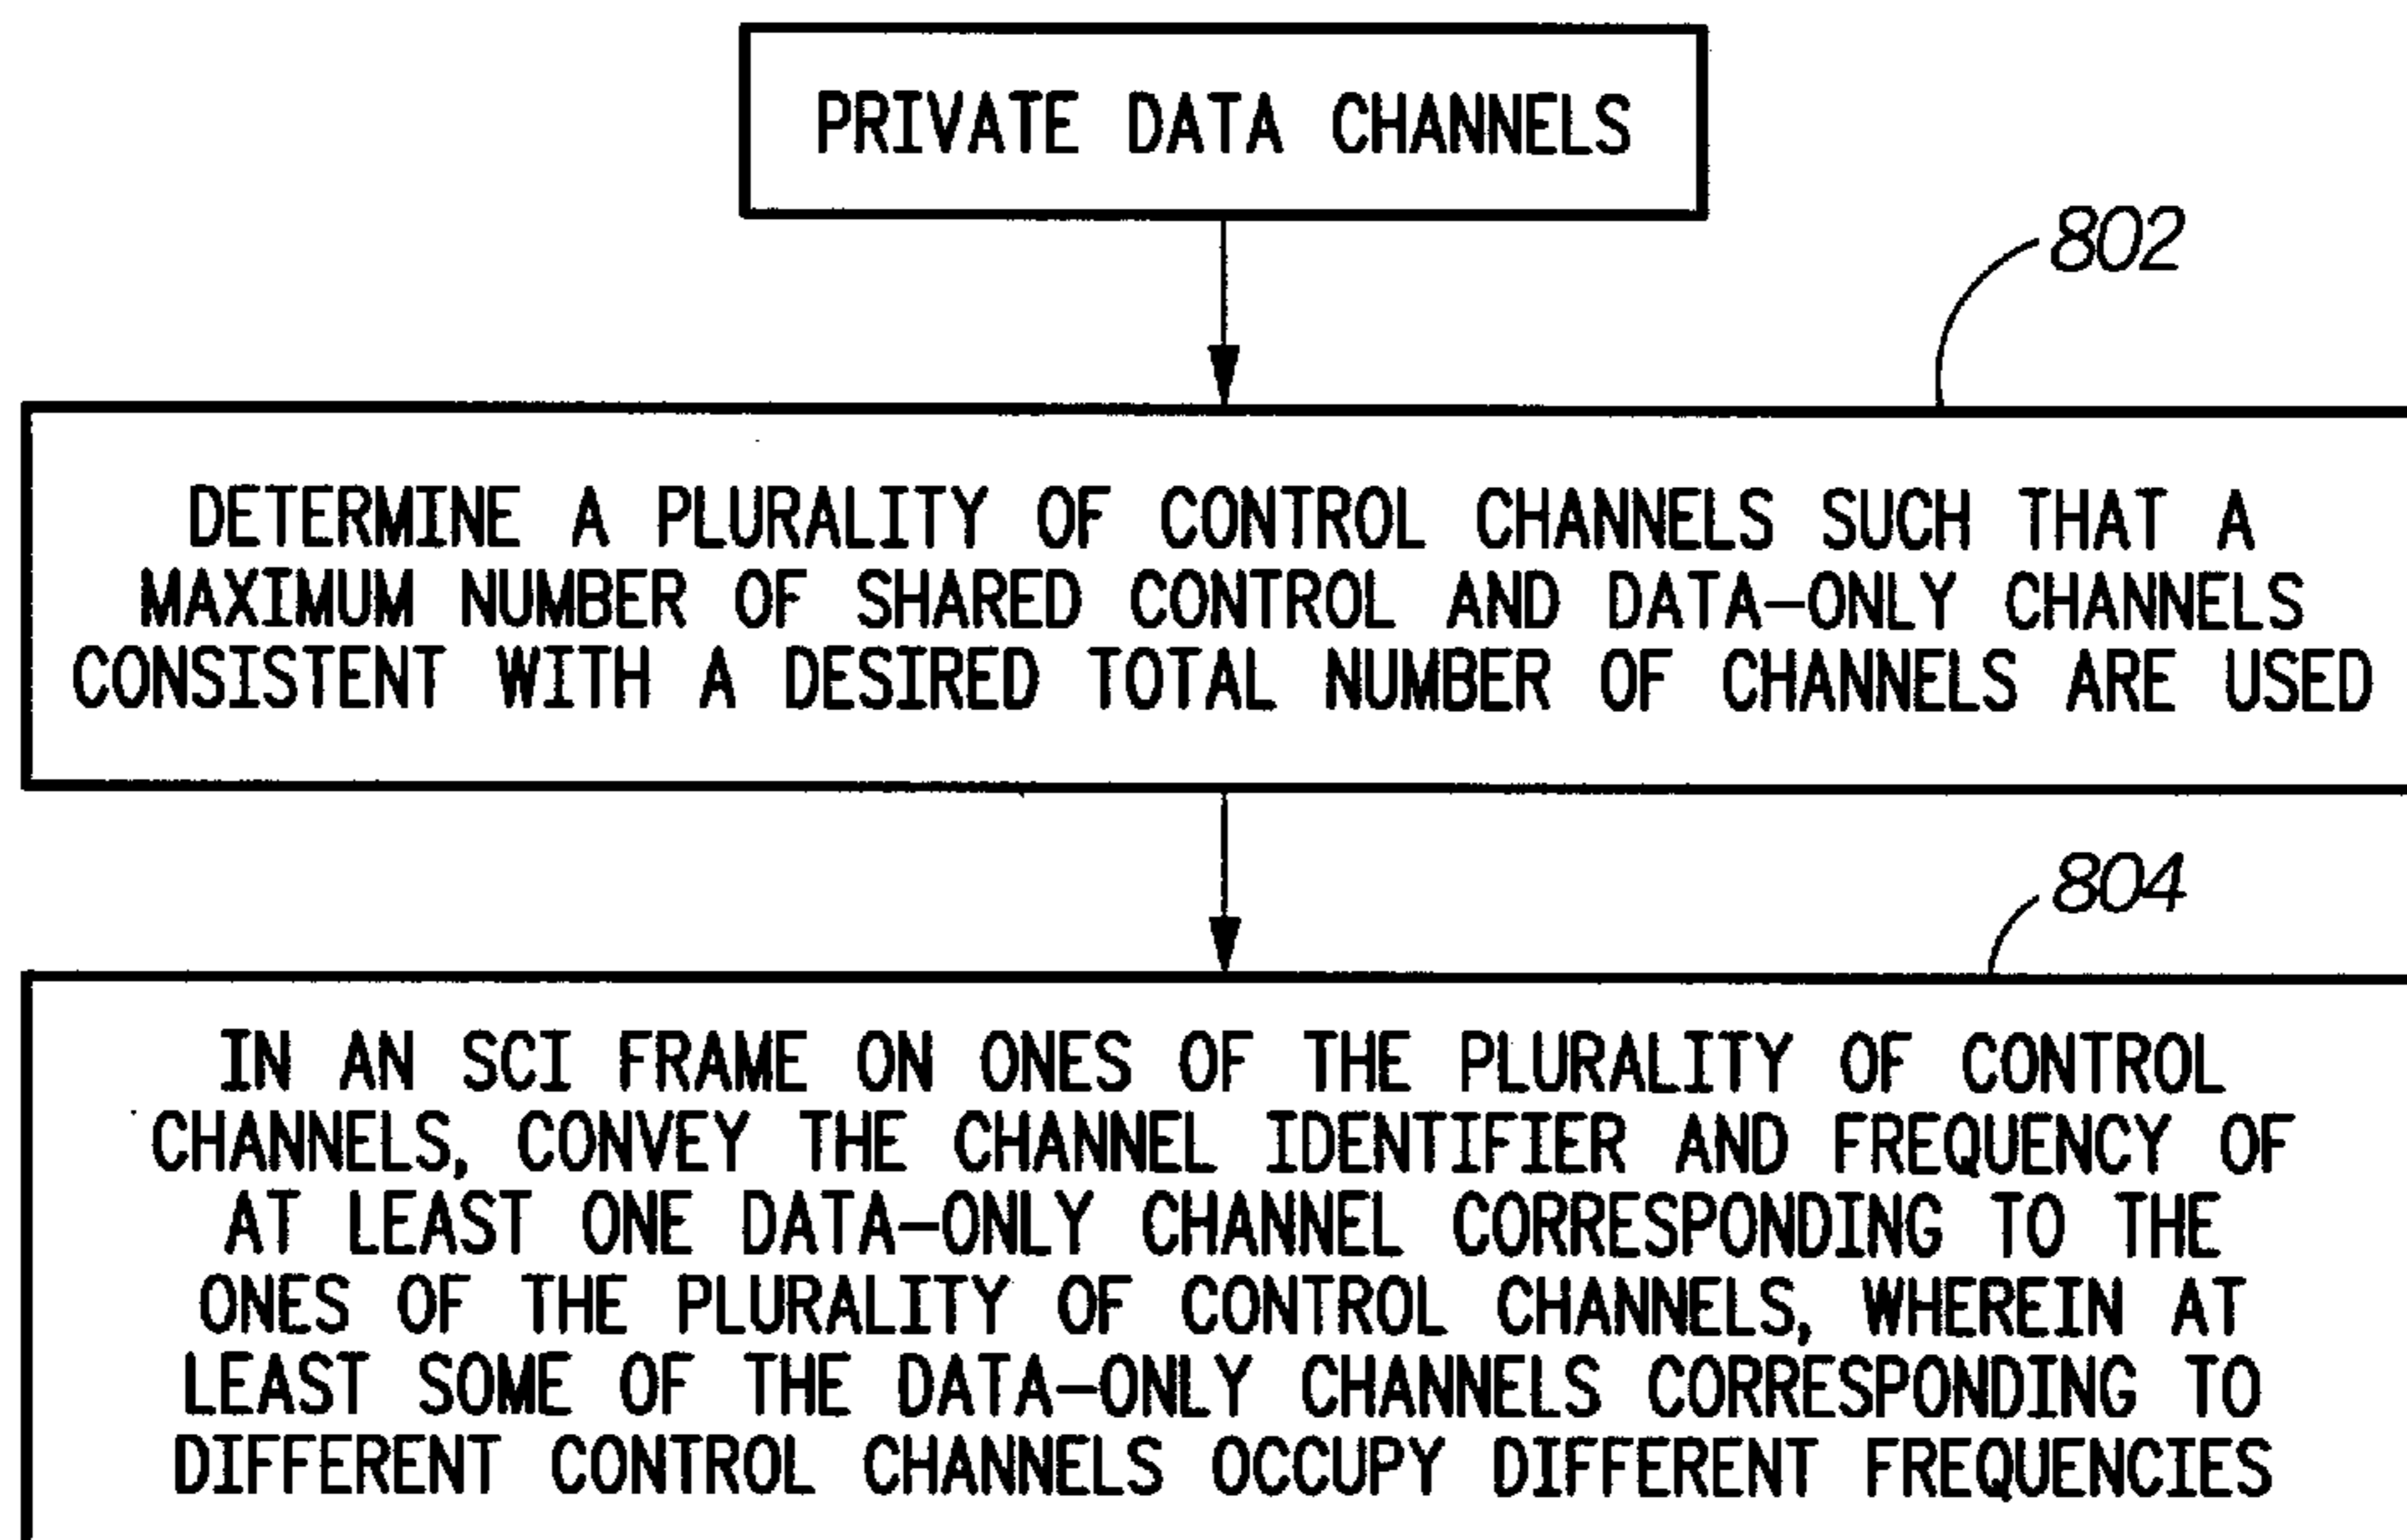 PRIVATE DATA CHANNELS
802
DETERMINE A PLURALITY OF CONTROL CHANNELS SUCH THAT A
MAXIMUM NUMBER OF SHARED CONTROL AND DATA-ONLY CHANNELS
CONSISTENT WITH A DESIRED TOTAL NUMBER OF CHANNELS ARE USED
804
IN AN SCI FRAME ON ONES OF THE PLURALITY OF CONTROL
CHANNELS, CONVEY THE CHANNEL IDENTIFIER AND FREQUENCY OF
AT LEAST ONE DATA-ONLY CHANNEL CORRESPONDING TO THE
ONES OF THE PLURALITY OF CONTROL CHANNELS, WHEREIN AT
LEAST SOME OF THE DATA-ONLY CHANNELS CORRESPONDING TO
DIFFERENT CONTROL CHANNELS OCCUPY DIFFERENT FREQUENCIES